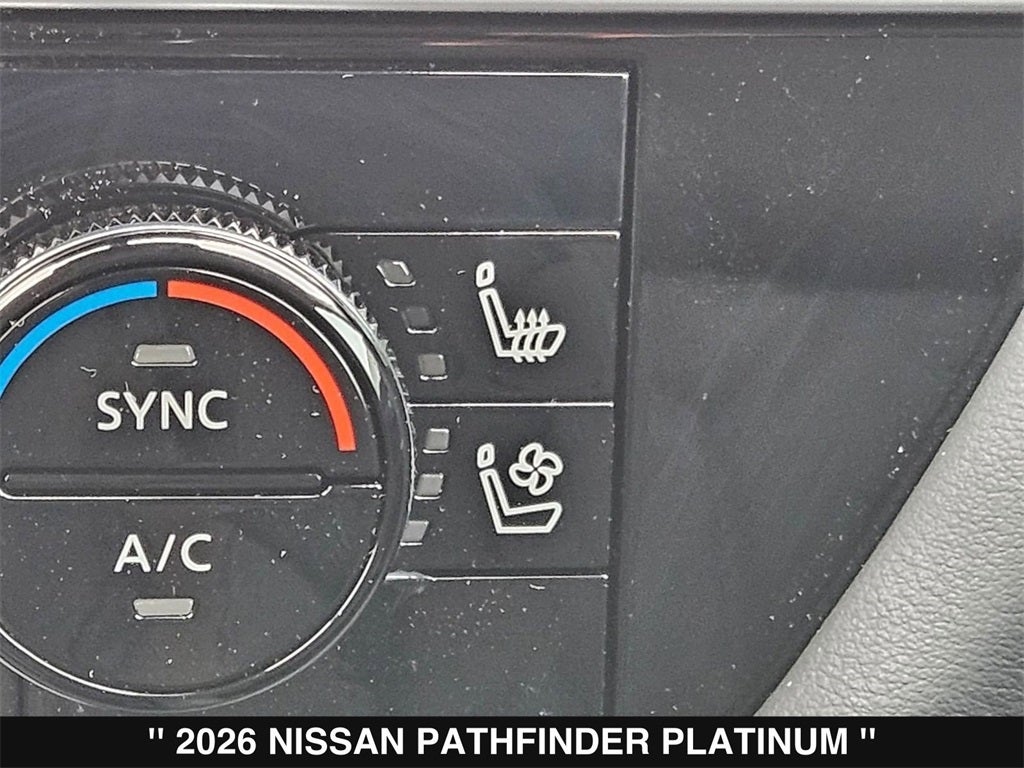 SYNC
A/C
" 2026 NISSAN PATHFINDER PLATINUM "